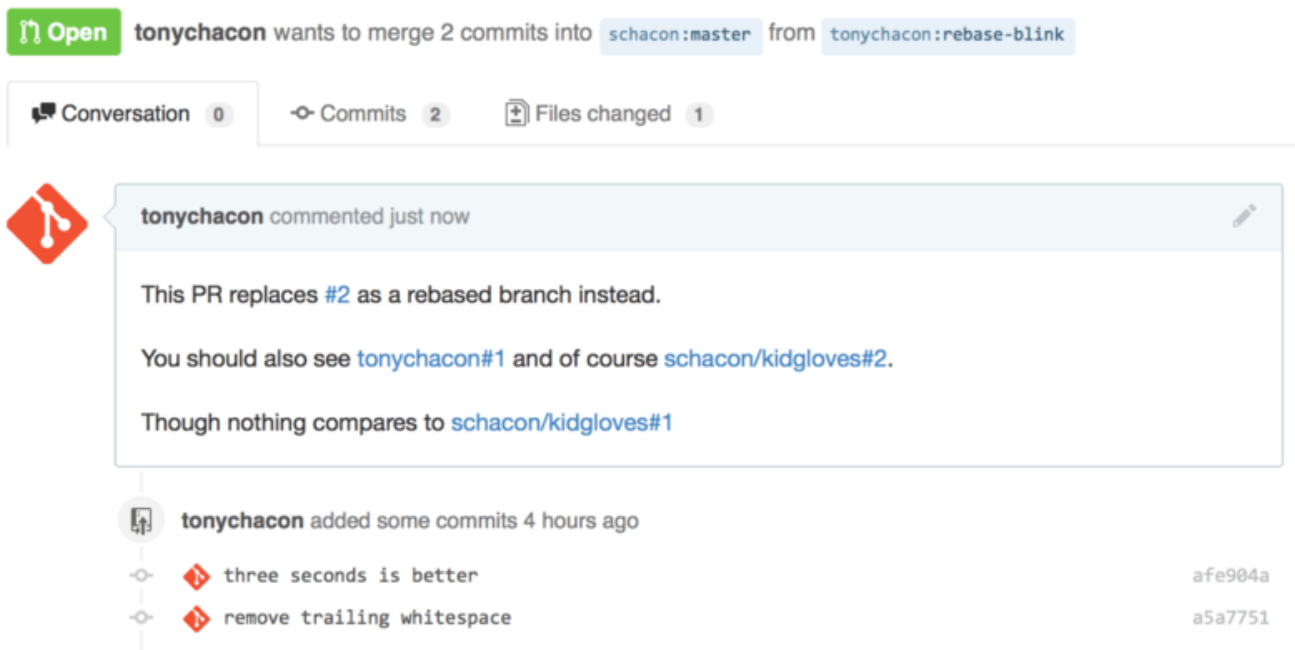 Open tonychacon wants to merge 2 commits into schacon:master from tonychacon:rebase-blink
Conversation 0 Commits 2 Files changed 1
tonychacon commented just now
This PR replaces #2 as a rebased branch instead.
You should also see tonychacon#1 and of course schacon/kidgloves#2.
Though nothing compares to schacon/kidgloves#1
tonychacon added some commits 4 hours ago
three seconds is better afe904a
remove trailing whitespace a5a7751